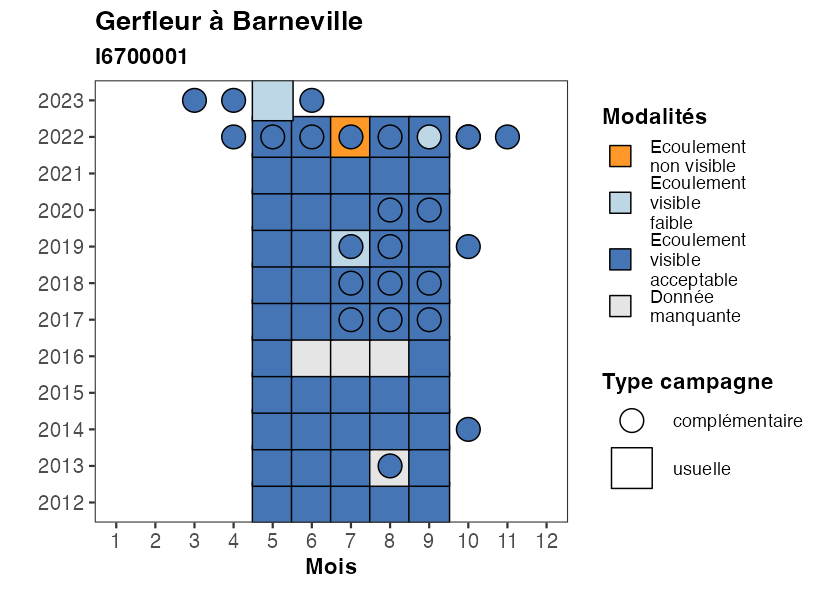 Gerfleur à Barneville
I6700001
2023
2022
2021
2020
2019
2018
2017
2016
2015
2014
2013
2012
1 2 3 4 5 6 7 8 9 10 11 12
Mois
Modalités
Ecoulement
non visible
Ecoulement
visible
faible
Ecoulement
visible
acceptable
Donnée
manquante
Type campagne
complémentaire
usuelle